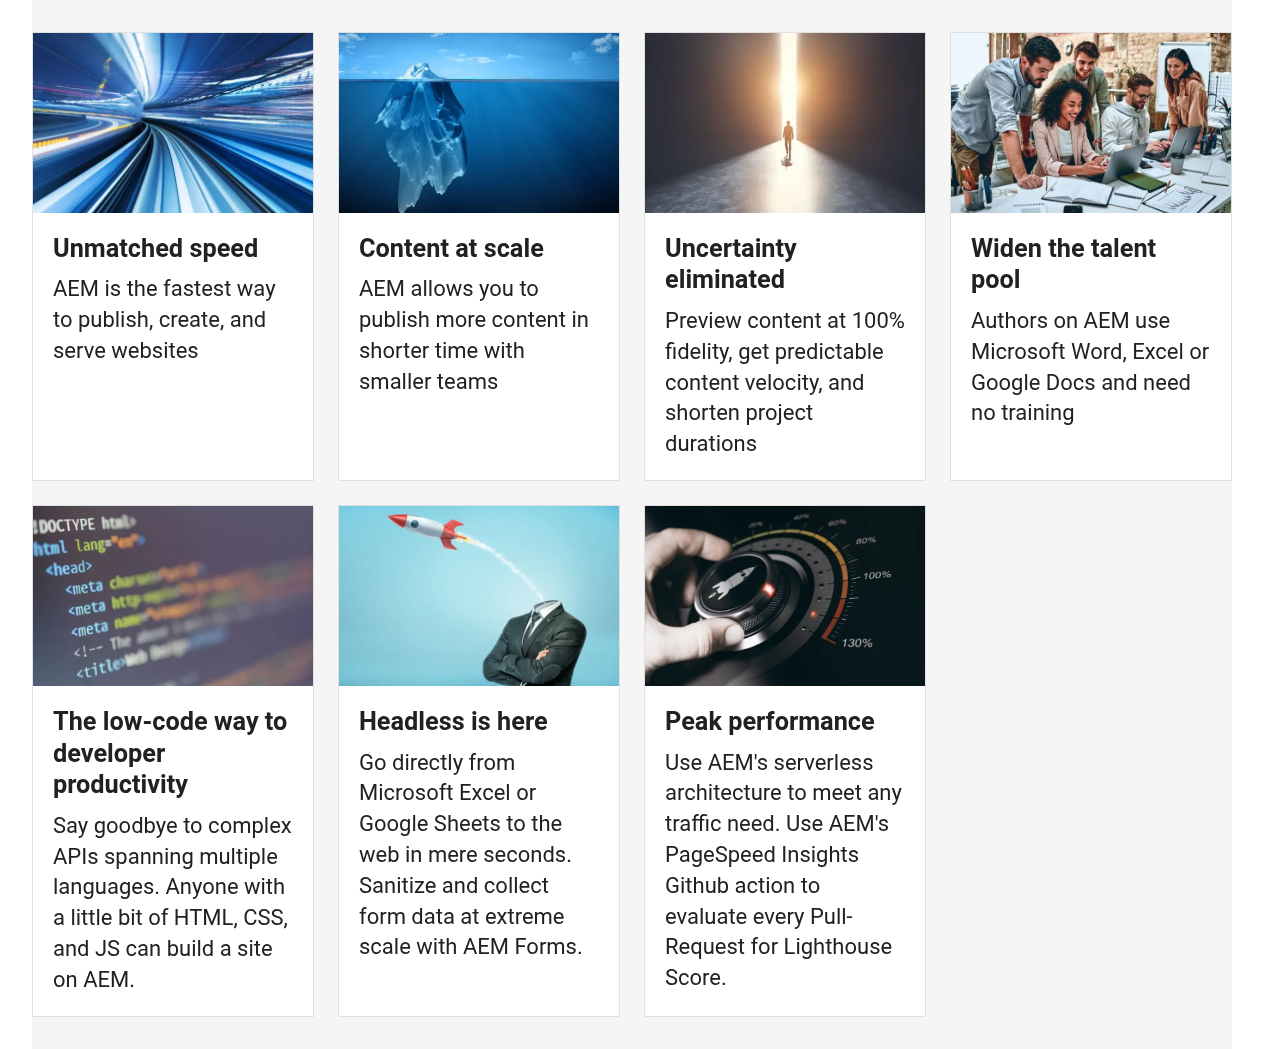 Unmatched speed
AEM is the fastest way
to publish, create, and
serve websites
Content at scale
AEM allows you to
publish more content in
shorter time with
smaller teams
Uncertainty
eliminated
Preview content at 100%
fidelity, get predictable
content velocity, and
shorten project
durations
Widen the talent
pool
Authors on AEM use
Microsoft Word, Excel or
Google Docs and need
no training
!DOCTYPE html>
html lang="en">
<head>
<meta
<meta
<meta
<!-- The
<title>Web Design
The low-code way to
developer
productivity
Say goodbye to complex
APIs spanning multiple
languages. Anyone with
a little bit of HTML, CSS,
and JS can build a site
on AEM.
Headless is here
Go directly from
Microsoft Excel or
Google Sheets to the
web in mere seconds.
Sanitize and collect
form data at extreme
scale with AEM Forms.
60%
80%
100%
130%
Peak performance
Use AEM's serverless
architecture to meet any
traffic need. Use AEM's
PageSpeed Insights
Github action to
evaluate every Pull-
Request for Lighthouse
Score.